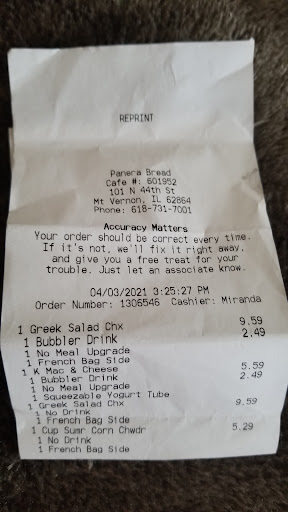 REPRINT
Panera Bread
Cafe #: 601952
101 N 44th St
Mt Vernon, IL 62864
Phone: 618-731-7001
Accuracy Matters
Your order should be correct every time.
If it's not, we'll fix it right away,
and give you a free treat for your
trouble. Just let an associate know.
04/03/2021 3:25:27 PM
Order Number: 1306546 Cashier: Miranda
1 Greek Salad Chx 9.59
1 Bubbler Drink 2.49
1 No Meal Upgrade
1 French Bag Side
1 K Mac & Cheese 5.59
1 Bubbler Drink 2.49
1 No Meal Upgrade
1 Squeezable Yogurt Tube
1 Greek Salad Chx 9.59
1 No Drink
1 French Bag Side
1 Cup Sumr Corn Chwdr 5.29
1 No Drink
1 French Bag Side